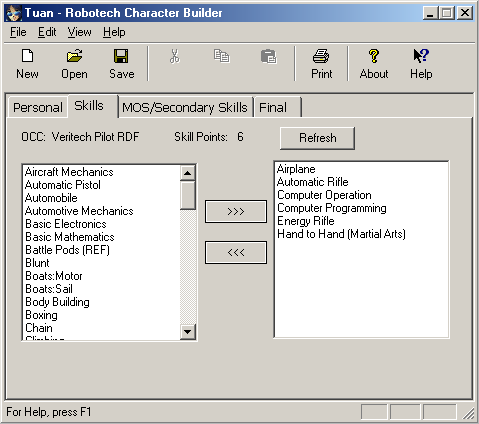 Tuan - Robotech Character Builder
File Edit View Help
New Open Save Print About Help
Personal Skills MOS/Secondary Skills Final
OCC: Veritech Pilot RDF Skill Points: 6 Refresh
Aircraft Mechanics
Automatic Pistol
Automobile
Automotive Mechanics
Basic Electronics
Basic Mathematics
Battle Pods (REF)
Blunt
Boats:Motor
Boats:Sail
Body Building
Boxing
Chain
Climbing
>>>
<<<
Airplane
Automatic Rifle
Computer Operation
Computer Programming
Energy Rifle
Hand to Hand (Martial Arts)
For Help, press F1